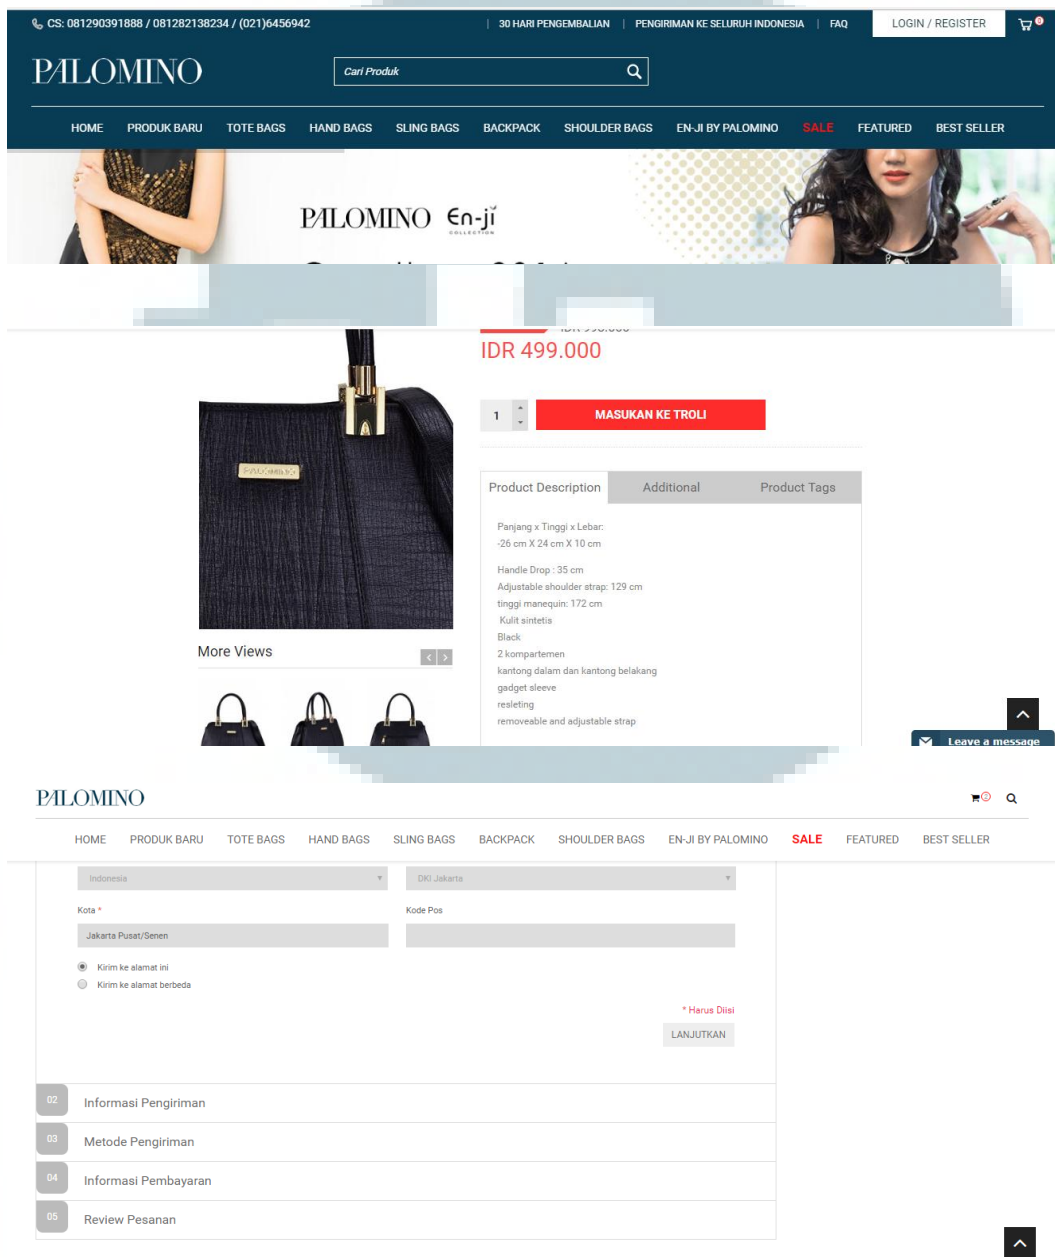 CS: 081290391888 / 081282138234 / (021)6456942 | 30 HARI PENGEMBALIAN | PENGIRIMAN KE SELURUH INDONESIA | FAQ LOGIN / REGISTER 0
PALOMINO Cari Produk
HOME PRODUK BARU TOTE BAGS HAND BAGS SLING BAGS BACKPACK SHOULDER BAGS EN-JI BY PALOMINO SALE FEATURED BEST SELLER
PALOMINO En-ji
COLLECTION
IDR 499.000
1 MASUKAN KE TROLI
PALOMINO
Product Description Additional Product Tags
Panjang x Tinggi x Lebar:
-26 cm X 24 cm X 10 cm
Handle Drop : 35 cm
Adjustable shoulder strap: 129 cm
tinggi manequin: 172 cm
Kulit sintetis
Black
2 kompartemen
kantong dalam dan kantong belakang
gadget sleeve
resleting
removeable and adjustable strap
More Views
Leave a message
PALOMINO
HOME PRODUK BARU TOTE BAGS HAND BAGS SLING BAGS BACKPACK SHOULDER BAGS EN-JI BY PALOMINO SALE FEATURED BEST SELLER
Indonesia DKI Jakarta
Kota * Kode Pos
Jakarta Pusat/Senen
Kirim ke alamat ini
Kirim ke alamat berbeda
* Harus Diisi
LANJUTKAN
02 Informasi Pengiriman
03 Metode Pengiriman
04 Informasi Pembayaran
05 Review Pesanan